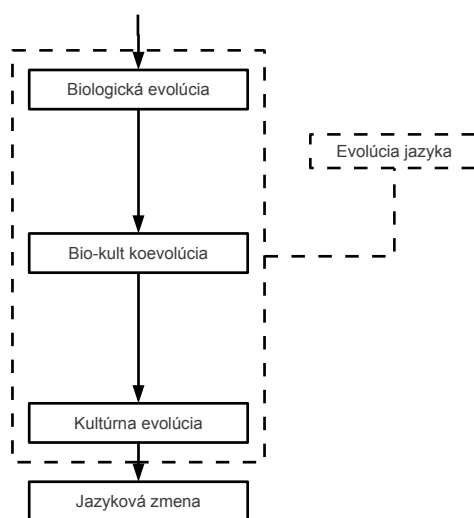 Biologická evolúcia
Evolúcia jazyka
Bio-kult koevolúcia
Kultúrna evolúcia
Jazyková zmena